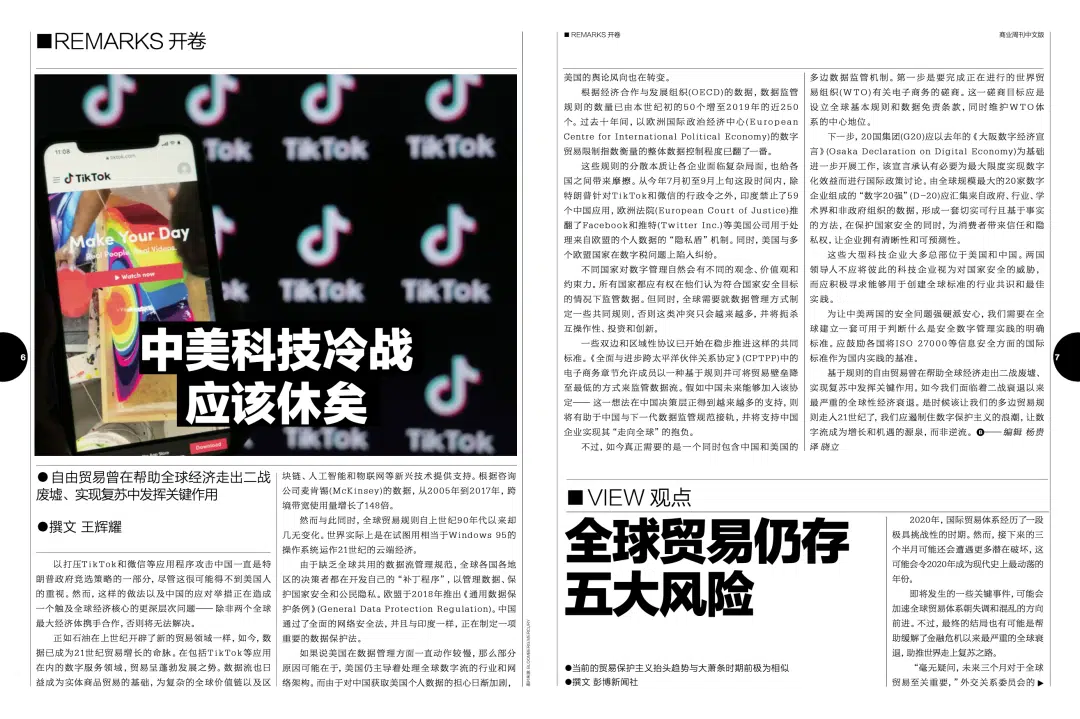 ■REMARKS 开卷
11:08
tiktok.com
TikTok
Make Your Day
Real People. Real Videos.
▶ Watch now
Download
TikTok
TikTok
TikTok
TikTok
TikTok
TikTok
中美科技冷战
应该休矣
6
●自由贸易曾在帮助全球经济走出二战
废墟、实现复苏中发挥关键作用
●撰文 王辉耀
以打压TikTok和微信等应用程序攻击中国一直是特
朗普政府竞选策略的一部分，尽管这很可能得不到美国人
的重视。然而，这样的做法以及中国的应对举措正在造成
一个触及全球经济核心的更深层次问题——除非两个全球
最大经济体携手合作，否则将无法解决。
正如石油在上世纪开辟了新的贸易领域一样，如今，数
据已成为21世纪贸易增长的命脉。在包括TikTok等应用
在内的数字服务领域，贸易呈蓬勃发展之势。数据流也日
益成为实体商品贸易的基础，为复杂的全球价值链以及区
块链、人工智能和物联网等新兴技术提供支持。根据咨询
公司麦肯锡(McKinsey)的数据，从2005年到2017年，跨
境带宽使用量增长了148倍。
然而与此同时，全球贸易规则自上世纪90年代以来却
几无变化。世界实际上是在试图用相当于Windows 95的
操作系统运作21世纪的云端经济。
由于缺乏全球共用的数据流管理规范，全球各国各地
区的决策者都在开发自己的“补丁程序”，以管理数据、保
护国家安全和公民隐私。欧盟于2018年推出《通用数据保
护条例》(General Data Protection Regulation)。中国
通过了全面的网络安全法，并且与印度一样，正在制定一项
重要的数据保护法。
如果说美国在数据管理方面一直动作较慢，那么部分
原因可能在于，美国仍主导着处理全球数字流的行业和网
络架构。而由于对中国获取美国个人数据的担心日渐加剧，
■ REMARKS 开卷
商业周刊中文版
美国的舆论风向也在转变。
根据经济合作与发展组织(OECD)的数据，数据监管
规则的数量已由本世纪初的50个增至2019年的近250
个。过去十年间，以欧洲国际政治经济中心(European
Centre for International Political Economy)的数字
贸易限制指数衡量的整体数据控制程度已翻了一番。
这些规则的分散本质让各企业面临复杂局面，也给各
国之间带来摩擦。从今年7月初至9月上旬这段时间内，除
特朗普针对TikTok和微信的行政令之外，印度禁止了59
个中国应用，欧洲法院(European Court of Justice)推
翻了Facebook和推特(Twitter Inc.)等美国公司用于处
理来自欧盟的个人数据的“隐私盾”机制。同时，美国与多
个欧盟国家在数字税问题上陷入纠纷。
不同国家对数字管理自然会有不同的观念、价值观和
约束力。所有国家都应有权在他们认为符合国家安全目标
的情况下监管数据。但同时，全球需要就数据管理方式制
定一些共同规则，否则这类冲突只会越来越多，并将扼杀
互操作性、投资和创新。
一些双边和区域性协议已开始在稳步推进这样的共同
标准。《全面与进步跨太平洋伙伴关系协定》(CPTPP)中的
电子商务章节允许成员以一种基于规则并可将贸易壁垒降
至最低的方式来监管数据流。假如中国未来能够加入该协
定——这一想法在中国决策层正得到越来越多的支持，则
将有助于中国与下一代数据监管规范接轨，并将支持中国
企业实现其“走向全球”的抱负。
不过，如今真正需要的是一个同时包含中国和美国的
多边数据监管机制。第一步是要完成正在进行的世界贸
易组织(WTO)有关电子商务的磋商。这一磋商目标应是
设立全球基本规则和数据免责条款，同时维护WTO体
系的中心地位。
下一步，20国集团(G20)应以去年的《大阪数字经济宣
言》(Osaka Declaration on Digital Economy)为基础
进一步开展工作，该宣言承认有必要为最大限度实现数字
化效益而进行国际政策讨论。由全球规模最大的20家数字
企业组成的“数字20强”(D-20)应汇集来自政府、行业、学
术界和非政府组织的数据，形成一套切实可行且基于事实
的方法，在保护国家安全的同时，为消费者带来信任和隐
私权，让企业拥有清晰性和可预测性。
这些大型科技企业大多总部位于美国和中国。两国
领导人不应将彼此的科技企业视为对国家安全的威胁，
而应积极寻求能够用于创建全球标准的行业共识和最佳
实践。
为让中美两国的安全问题强硬派安心，我们需要在全
球建立一套可用于判断什么是安全数字管理实践的明确
标准。应鼓励各国将ISO 27000等信息安全方面的国际
标准作为国内实践的基准。
基于规则的自由贸易曾在帮助全球经济走出二战废墟、
实现复苏中发挥关键作用，如今我们面临着二战衰退以来
最严重的全球性经济衰退。是时候该让我们的多边贸易规
则走入21世纪了，我们应遏制住数字保护主义的浪潮，让数
字流成为增长和机遇的源泉，而非逆流。——编辑 杨贵
泽 晓立
7
■ VIEW 观点
全球贸易仍存
五大风险
●当前的贸易保护主义抬头趋势与大萧条时期前极为相似
●撰文 彭博新闻社
2020年，国际贸易体系经历了一段
极具挑战性的时期。然而，接下来的三
个半月可能还会遭遇更多潜在破坏，这
可能会令2020年成为现代史上最动荡的
年份。
即将发生的一些关键事件，可能会
加速全球贸易体系朝失调和混乱的方向
前进。不过，最终的结局也有可能是帮
助缓解了金融危机以来最严重的全球衰
退，助推世界走上复苏之路。
“毫无疑问，未来三个月对于全球
贸易至关重要，”外交关系委员会的 ▶